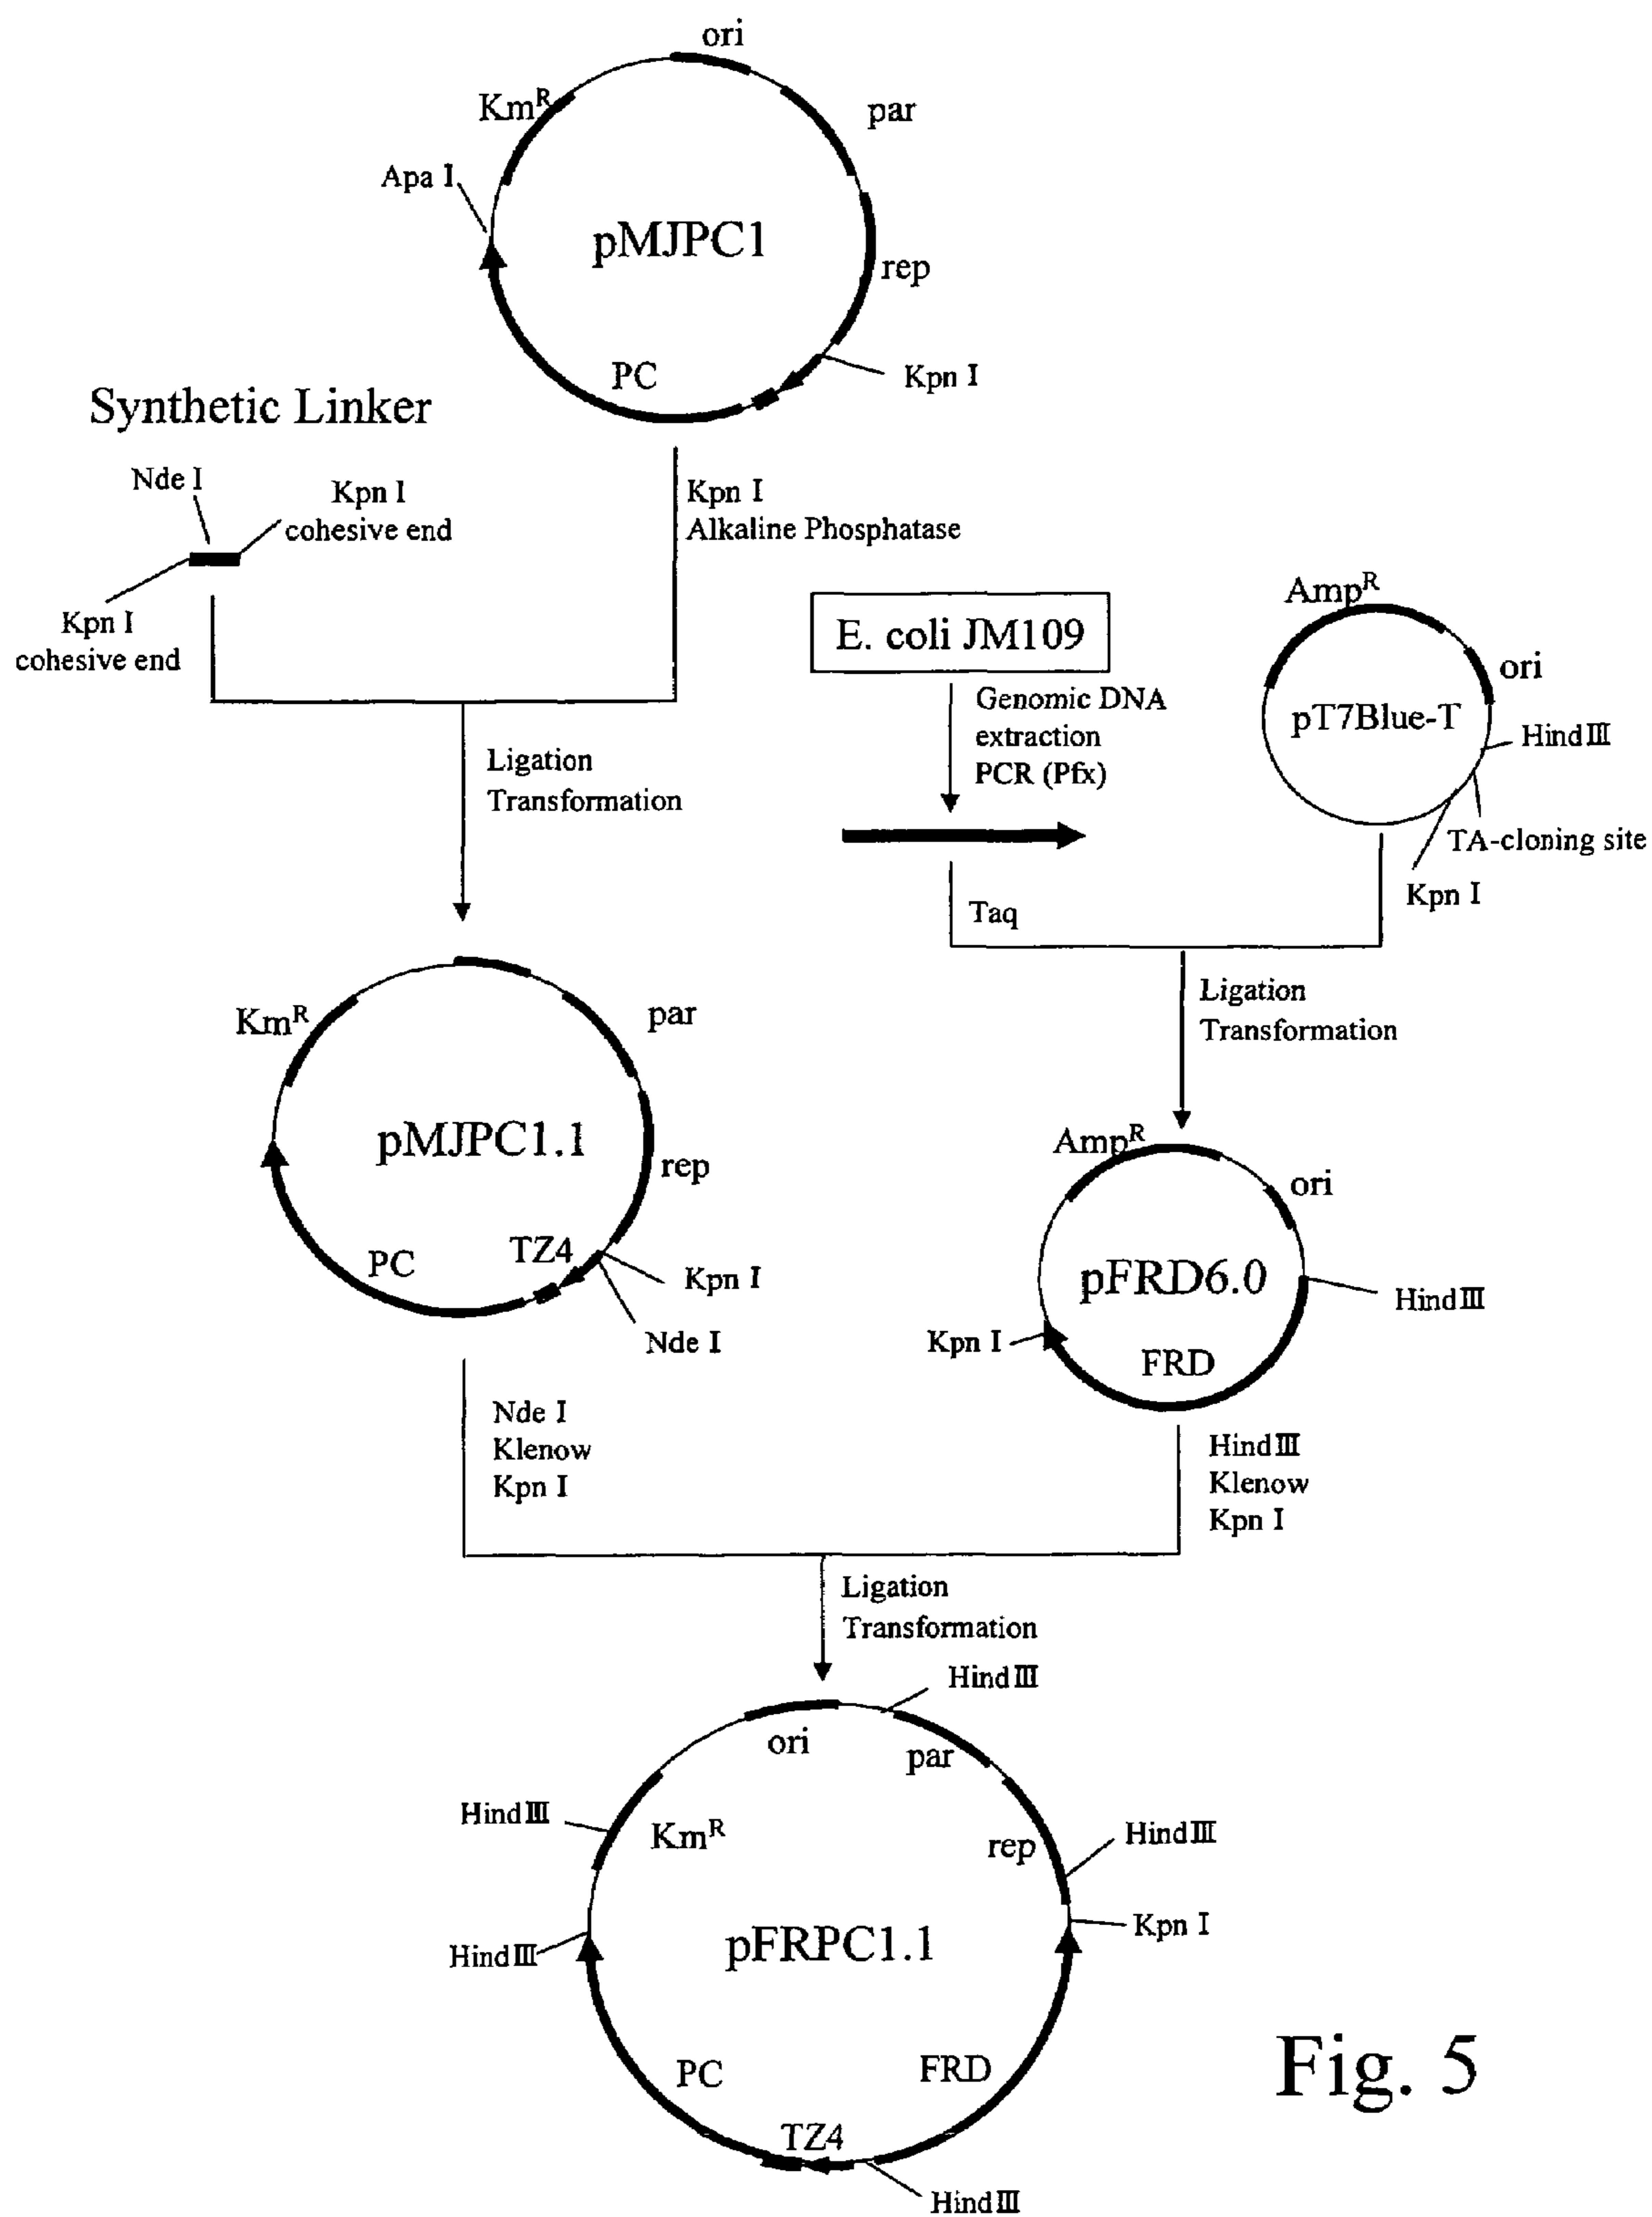 ori
Km^R
par
Apa I
pMJPC1
rep
PC
Kpn I
Synthetic Linker
Nde I
Kpn I
cohesive end
Kpn I
cohesive end
Kpn I
Alkaline Phosphatase
E. coli JM109
Genomic DNA
extraction
PCR (Pfx)
Taq
Amp^R
ori
pT7Blue-T
Hind III
TA-cloning site
Kpn I
Ligation
Transformation
Ligation
Transformation
Km^R
par
pMJPC1.1
rep
PC
TZ4
Kpn I
Nde I
Amp^R
ori
pFRD6.0
Hind III
Kpn I
FRD
Nde I
Klenow
Kpn I
Hind III
Klenow
Kpn I
Ligation
Transformation
Hind III
ori
par
Hind III
Km^R
rep
Hind III
Kpn I
Hind III
pFRPC1.1
PC
FRD
TZ4
Hind III
Fig. 5